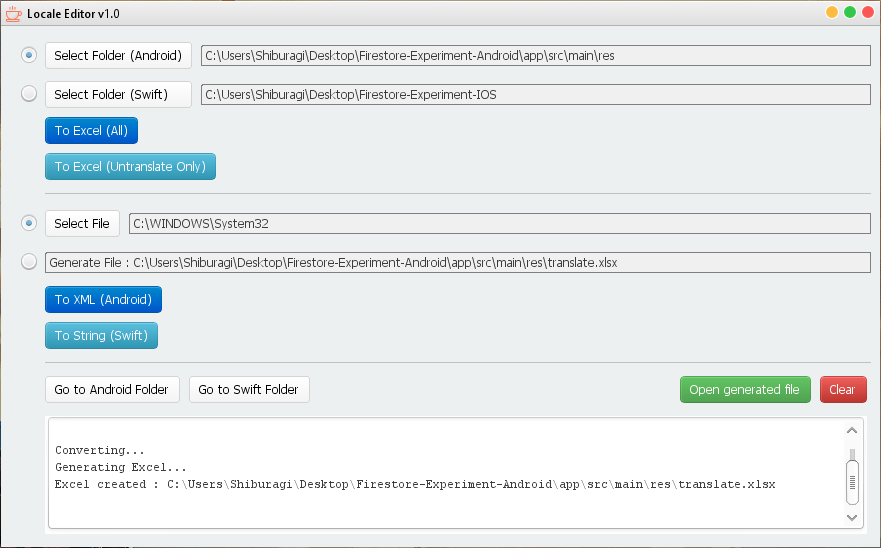 Locale Editor v1.0
Select Folder (Android) C:\Users\Shiburagi\Desktop\Firestore-Experiment-Android\app\src\main\res
Select Folder (Swift) C:\Users\Shiburagi\Desktop\Firestore-Experiment-IOS
To Excel (All)
To Excel (Untranslate Only)
Select File C:\WINDOWS\System32
Generate File : C:\Users\Shiburagi\Desktop\Firestore-Experiment-Android\app\src\main\res\translate.xlsx
To XML (Android)
To String (Swift)
Go to Android Folder Go to Swift Folder Open generated file Clear
Converting...
Generating Excel...
Excel created : C:\Users\Shiburagi\Desktop\Firestore-Experiment-Android\app\src\main\res\translate.xlsx